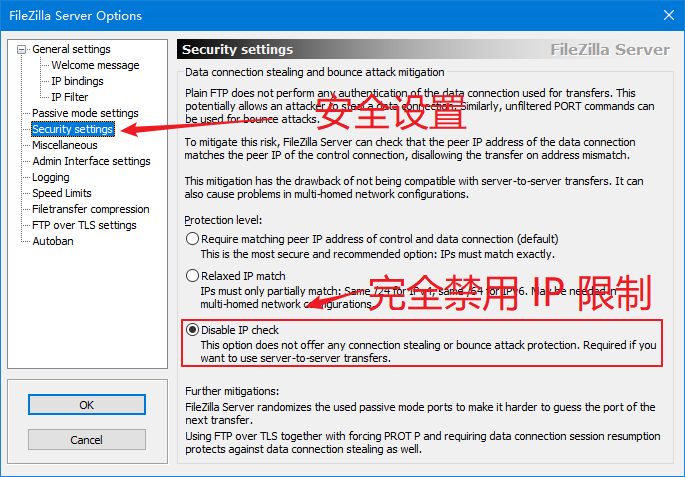 FileZilla Server Options
General settings
Welcome message
IP bindings
IP Filter
Passive mode settings
Security settings
Miscellaneous
Admin Interface settings
Logging
Speed Limits
Filetransfer compression
FTP over TLS settings
Autoban
OK
Cancel
Security settings
FileZilla Server
Data connection stealing and bounce attack mitigation
Plain FTP does not perform any authentication of the data connection used for transfers. This
potentially allows an attacker to steal a data connection. Similarly, unfiltered PORT commands can
be used for bounce attacks.
安全设置
To mitigate this risk, FileZilla Server can check that the peer IP address of the data connection
matches the peer IP of the control connection, disallowing the transfer on address mismatch.
This mitigation has the drawback of not being compatible with server-to-server transfers. It can
also cause problems in multi-homed network configurations.
Protection level:
Require matching peer IP address of control and data connection (default)
This is the most secure and recommended option: IPs must match exactly.
Relaxed IP match
IPs must only partially match: Same /24 for IPv4, same /64 for IPv6. May be needed in
multi-homed network configurations.
完全禁用 IP 限制
Disable IP check
This option does not offer any connection stealing or bounce attack protection. Required if you
want to use server-to-server transfers.
Further mitigations:
FileZilla Server randomizes the used passive mode ports to make it harder to guess the port of the
next transfer.
Using FTP over TLS together with forcing PROT P and requiring data connection session resumption
protects against data connection stealing as well.